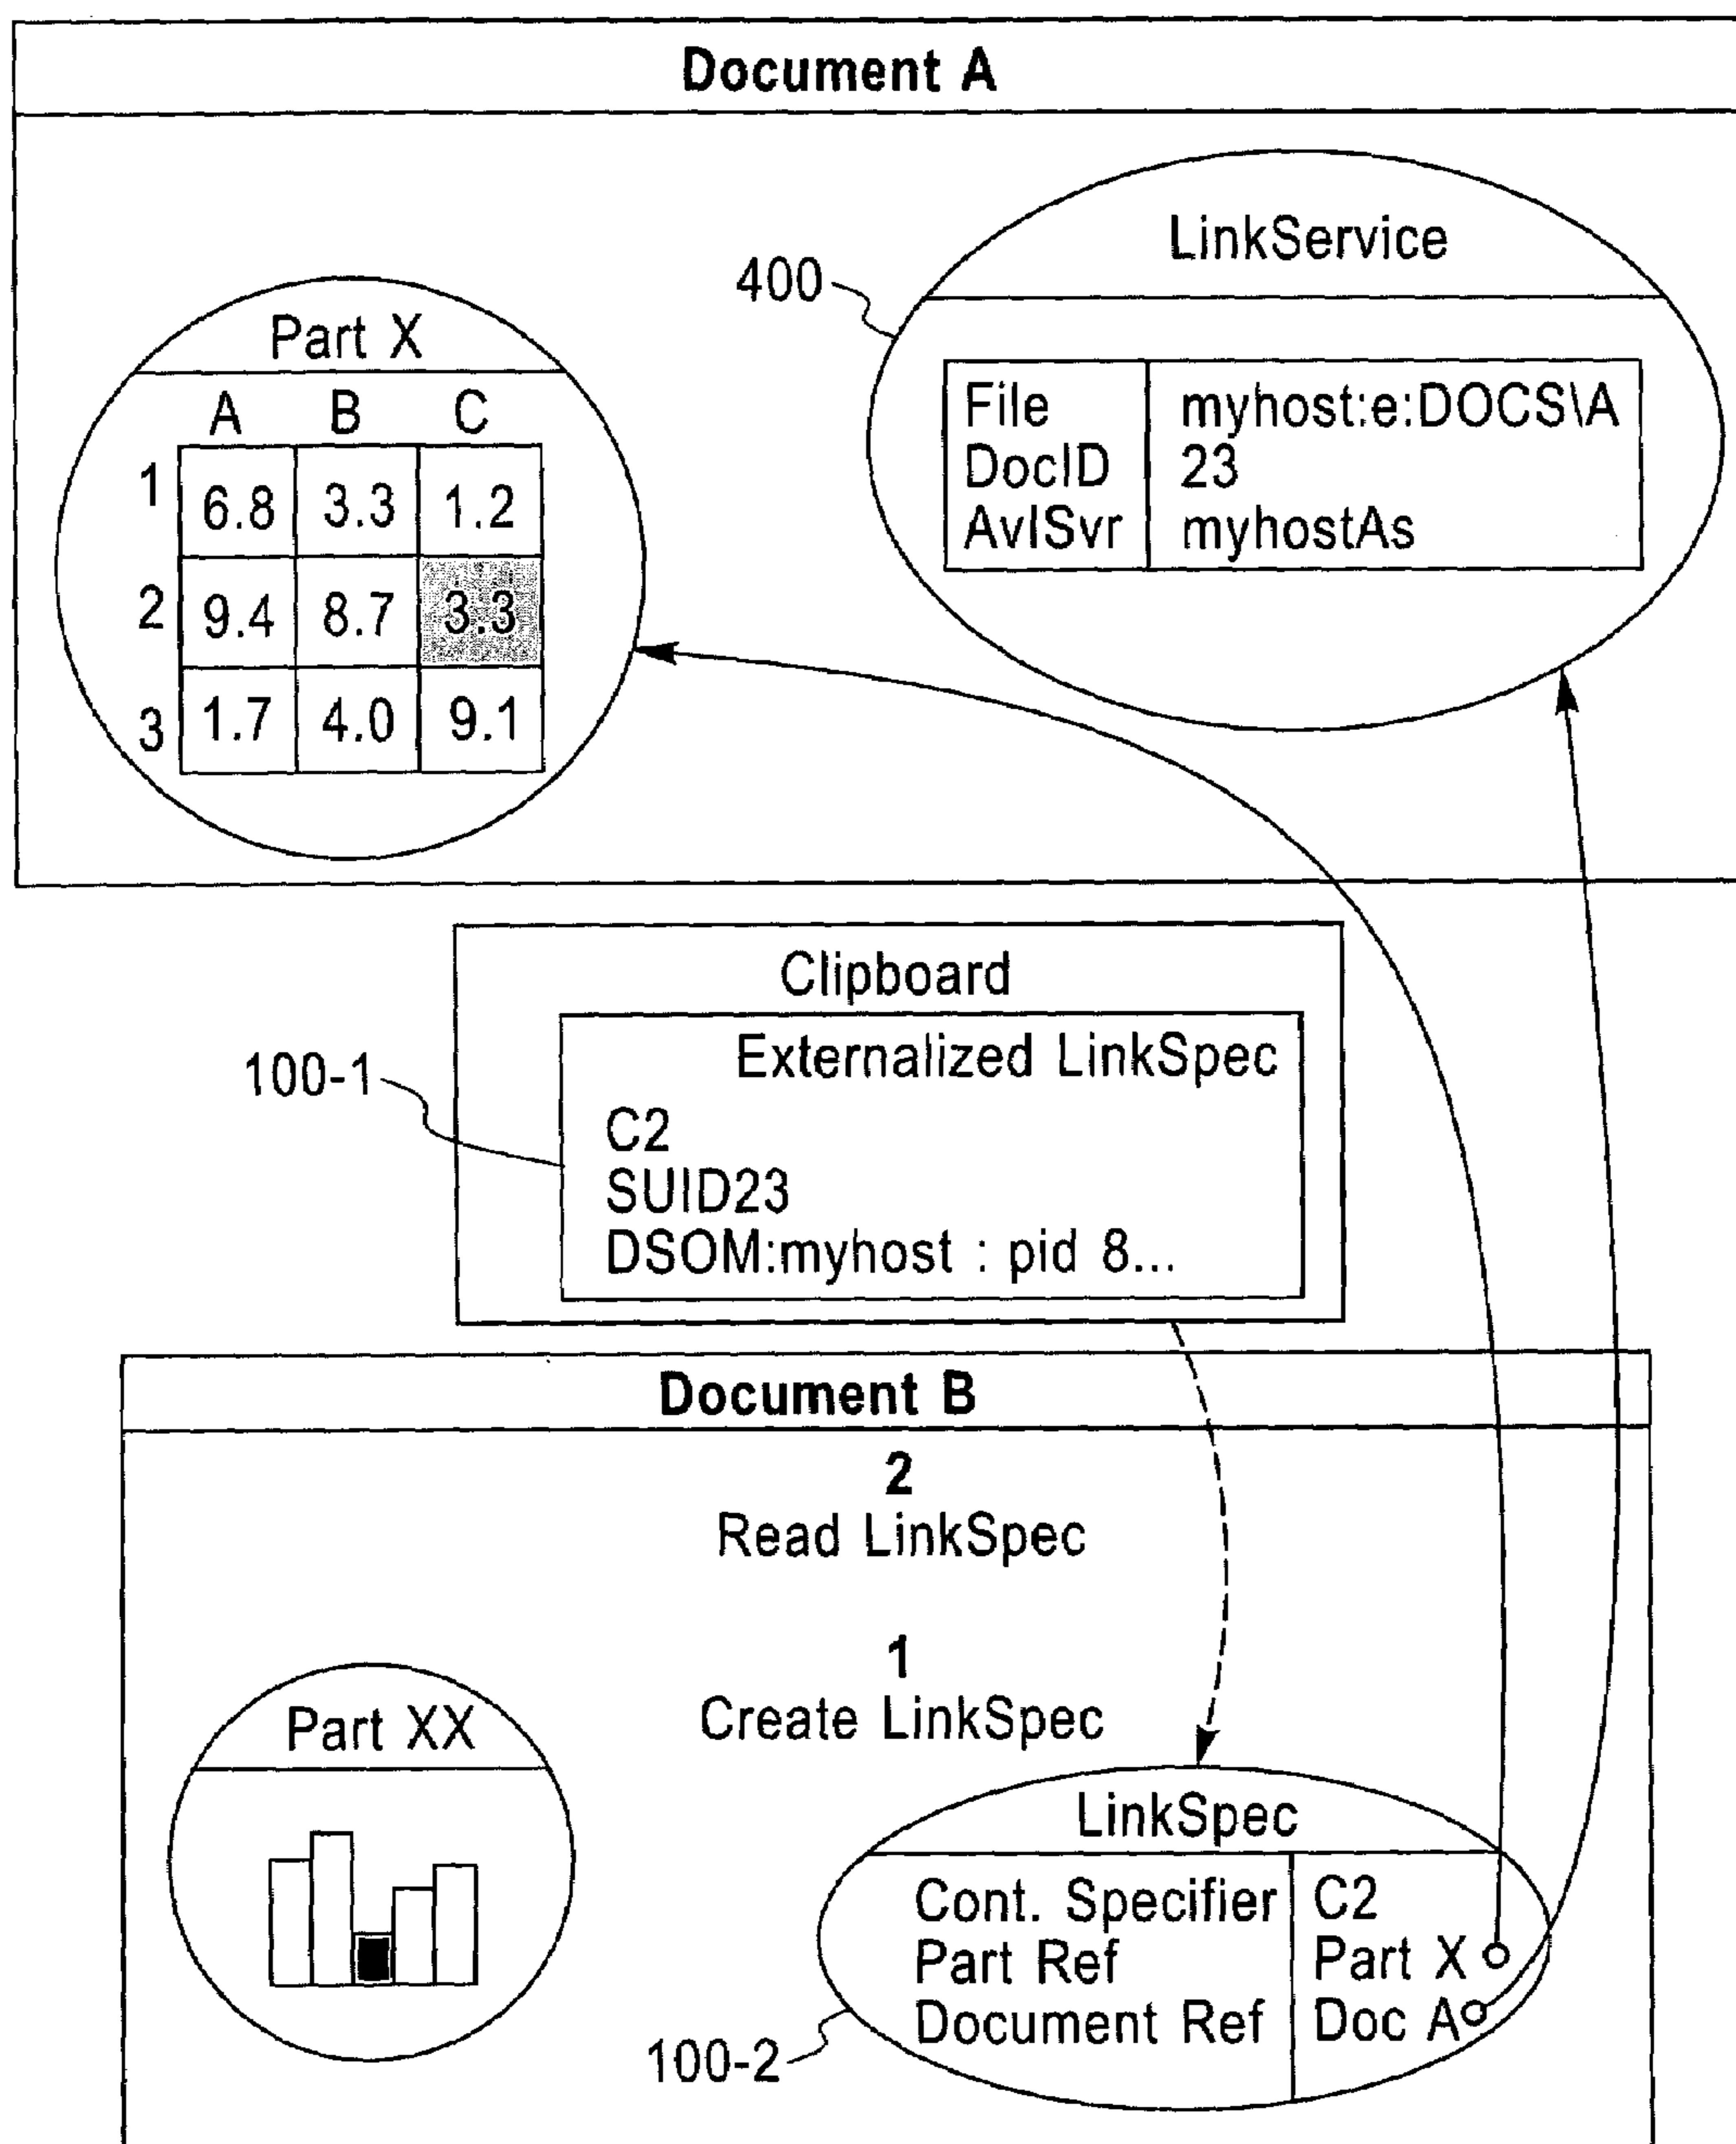 Document A
LinkService
400
File myhost:e:DOCS\A
DocID 23
AvlSvr myhostAs
Part X
A B C
1 6.8 3.3 1.2
2 9.4 8.7 3.3
3 1.7 4.0 9.1
Clipboard
Externalized LinkSpec
100-1
C2
SUID23
DSOM:myhost : pid 8...
Document B
2
Read LinkSpec
1
Create LinkSpec
Part XX
LinkSpec
Cont. Specifier C2
Part Ref Part X
Document Ref Doc A
100-2